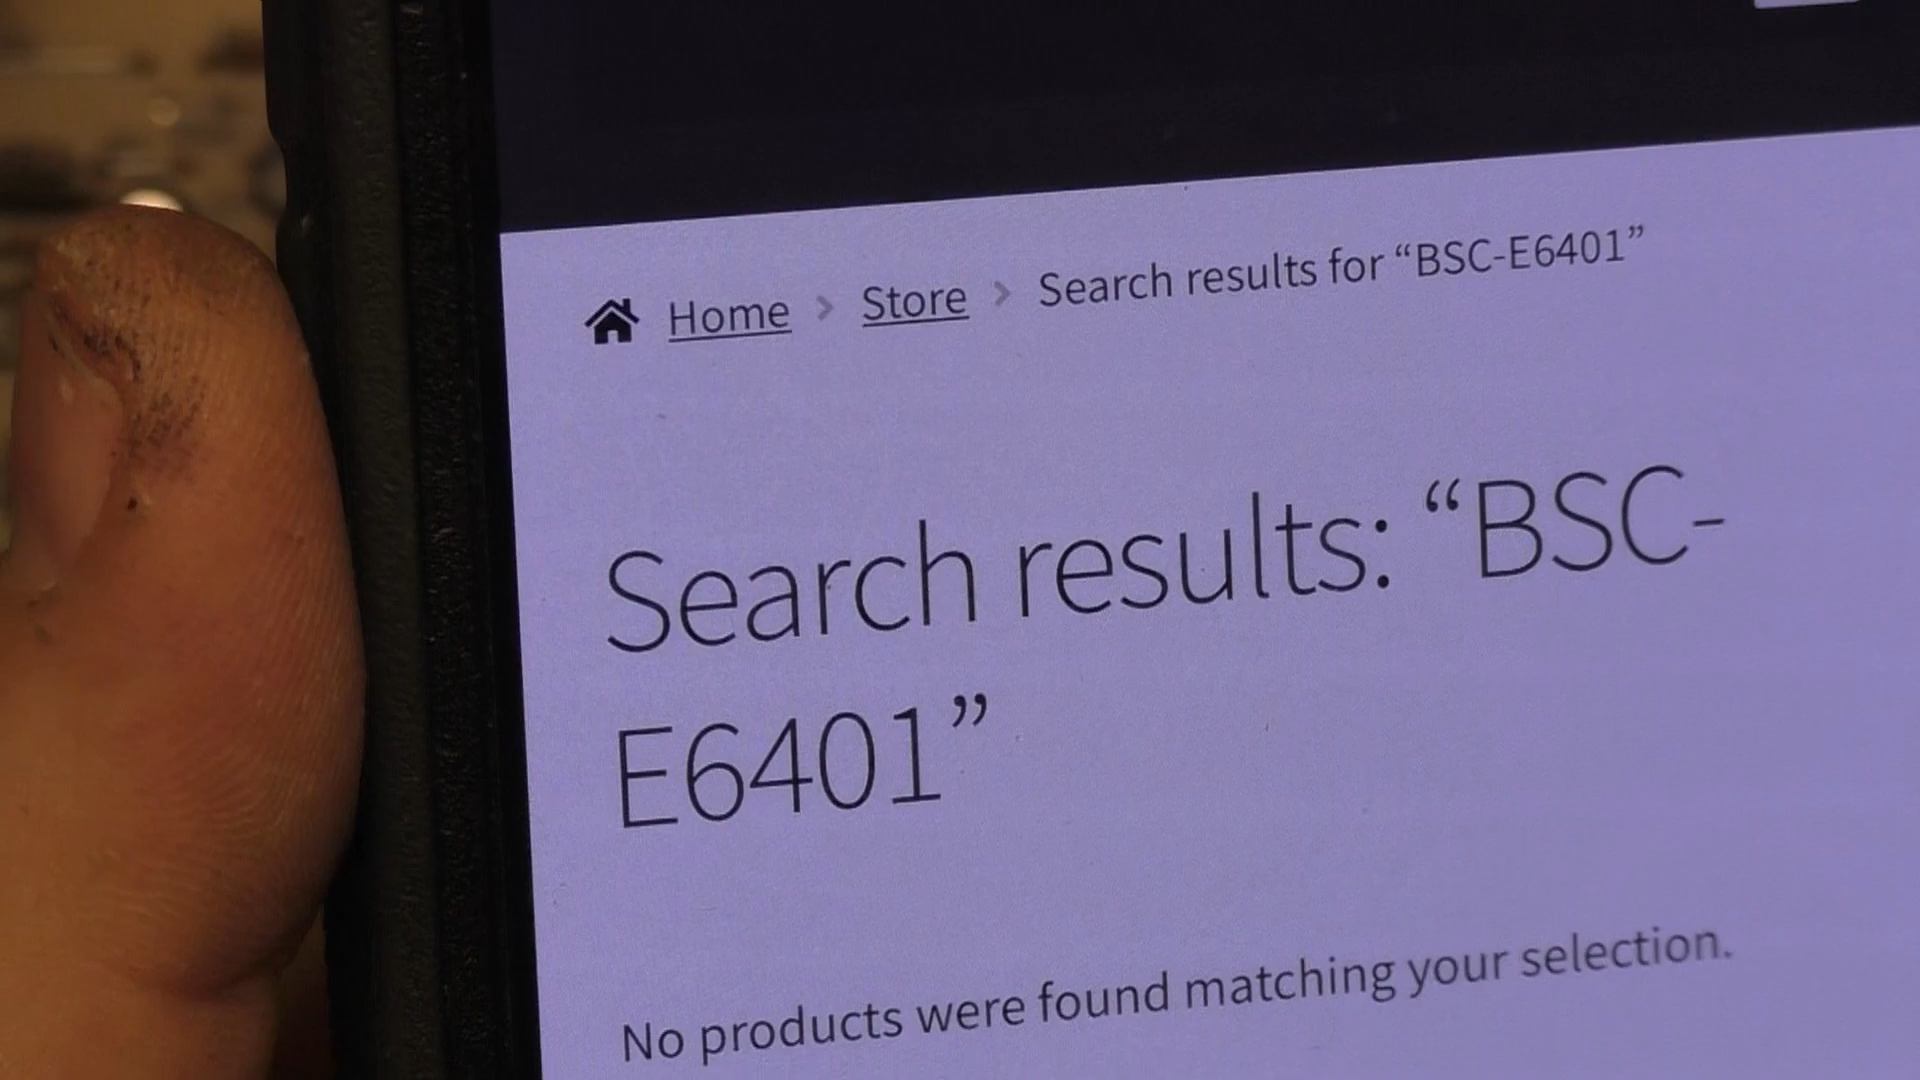 Home > Store > Search results for “BSC-E6401”
Search results: “BSC-
E6401”
No products were found matching your selection.